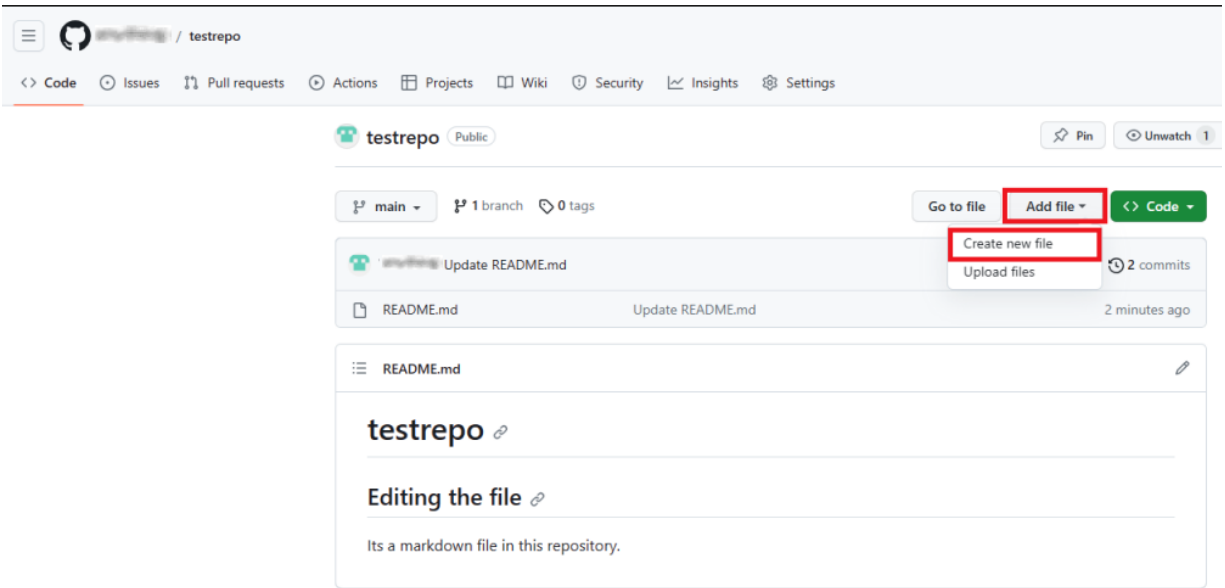 / testrepo
Code Issues Pull requests Actions Projects Wiki Security Insights Settings
testrepo Public Pin Unwatch 1
main 1 branch 0 tags Go to file Add file Code
Create new file
Update README.md 2 commits
Upload files
README.md Update README.md 2 minutes ago
README.md
testrepo
Editing the file
Its a markdown file in this repository.